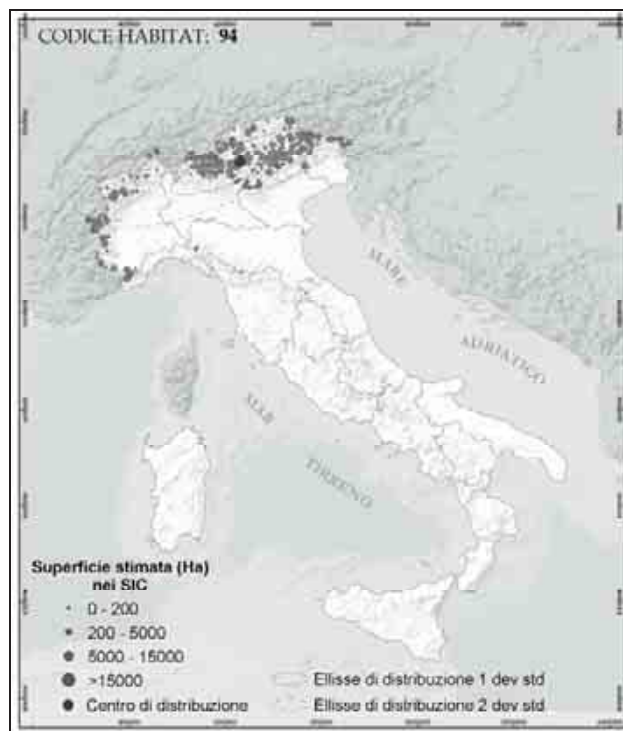 CODICE HABITAT: 94
MARE
ADRIATICO
MAR
TIRRENO
Superficie stimata (Ha)
nei SIC
0 - 200
200 - 5000
5000 - 15000
>15000
Centro di distribuzione
Ellisse di distribuzione 1 dev std
Ellisse di distribuzione 2 dev std